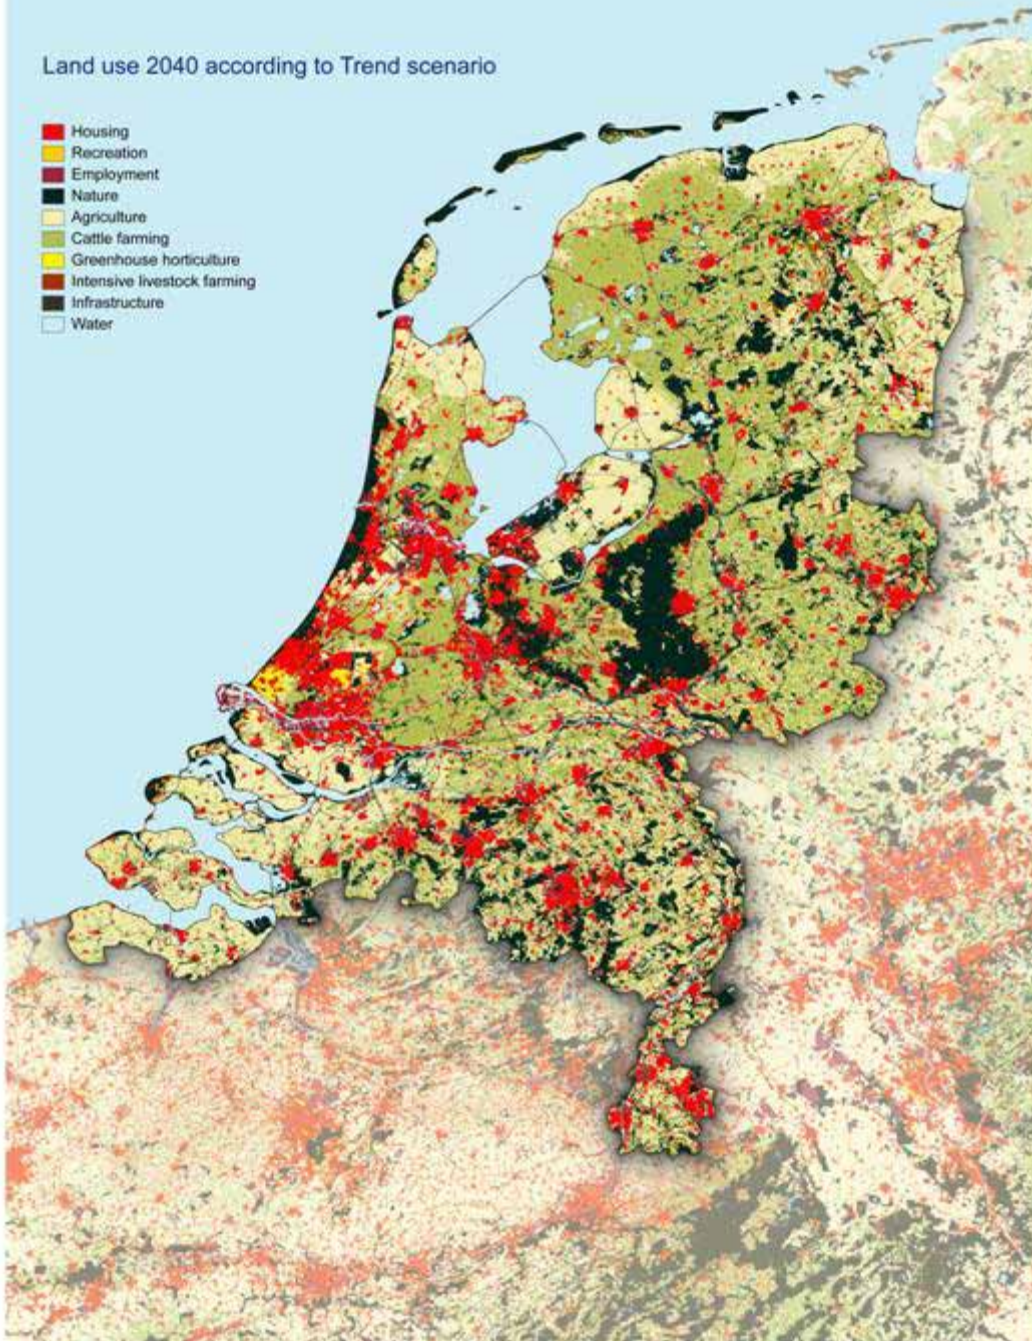 Land use 2040 according to Trend scenario
Housing
Recreation
Employment
Nature
Agriculture
Cattle farming
Greenhouse horticulture
Intensive livestock farming
Infrastructure
Water